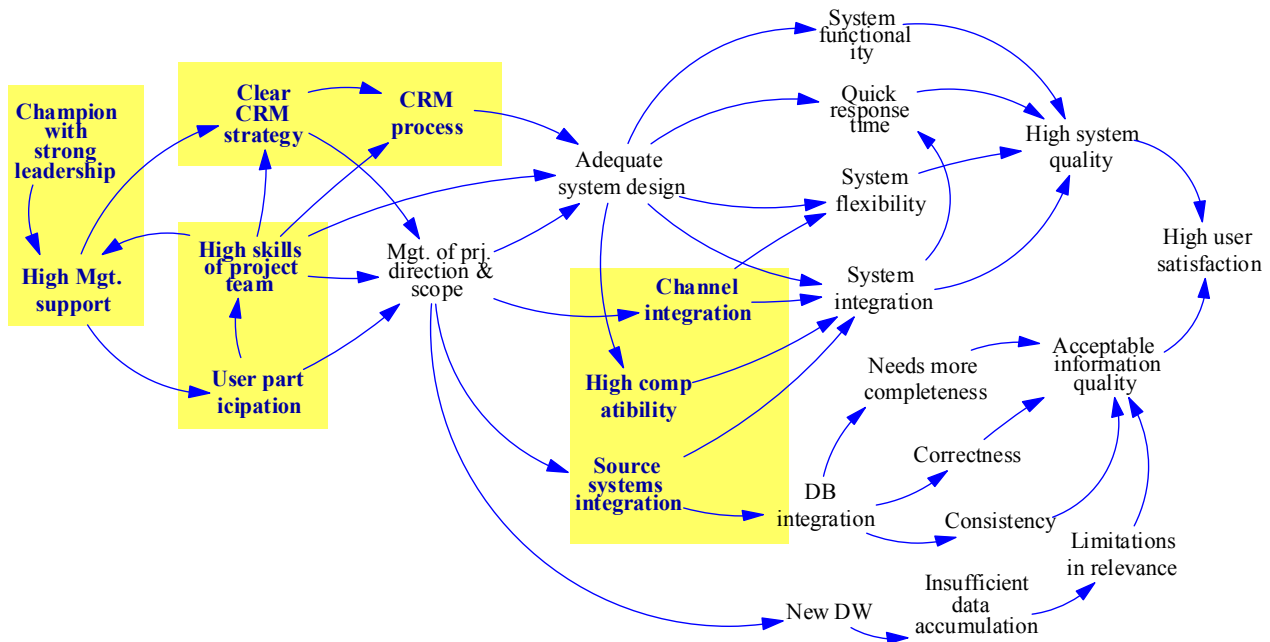 System
functional
ity
Clear
CRM
strategy
CRM
process
Quick
response
time
Champion
with
strong
leadership
High system
quality
Adequate
system design
System
flexibility
High user
satisfaction
High skills
of project
team
Mgt. of prj.
direction &
scope
High Mgt.
support
Channel
integration
System
integration
Needs more
completeness
Acceptable
information
quality
User part
icipation
High comp
atibility
Correctness
Source
systems
integration
DB
integration
Consistency
Limitations
in relevance
New DW
Insufficient
data
accumulation